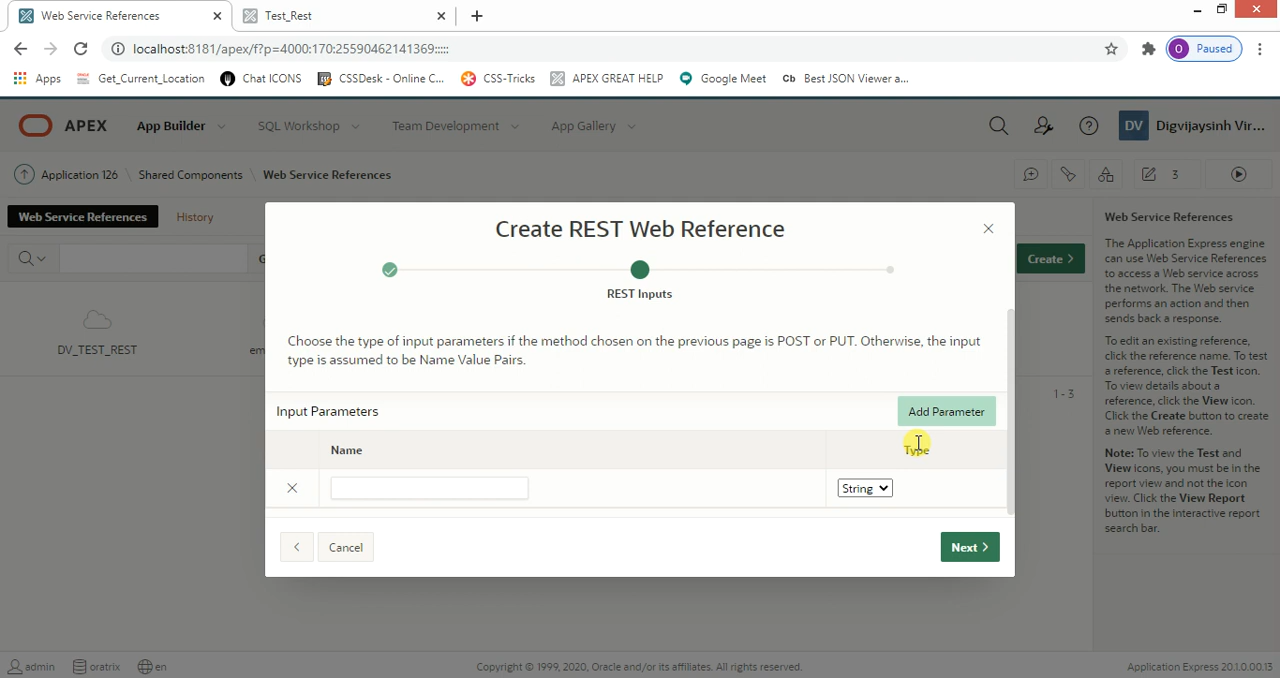 Web Service References
Test_Rest
localhost:8181/apex/f?p=4000:170:25590462141369:::::
O Paused
Apps
Get_Current_Location
Chat ICONS
CSSDesk - Online C...
CSS-Tricks
APEX GREAT HELP
Google Meet
Cb Best JSON Viewer a...
APEX
App Builder
SQL Workshop
Team Development
App Gallery
DV Digvijaysinh Vir...
Application 126 \ Shared Components \ Web Service References
3
Web Service References
History
G
Create >
DV_TEST_REST
em
1 - 3
Create REST Web Reference
REST Inputs
Choose the type of input parameters if the method chosen on the previous page is POST or PUT. Otherwise, the input
type is assumed to be Name Value Pairs.
Input Parameters
Add Parameter
Name
Type
String
Cancel
Next >
Web Service References
The Application Express engine
can use Web Service References
to access a Web service across
the network. The Web service
performs an action and then
sends back a response.
To edit an existing reference,
click the reference name. To test
a reference, click the Test icon.
To view details about a
reference, click the View icon.
Click the Create button to create
a new Web reference.
Note: To view the Test and
View icons, you must be in the
report view and not the icon
view. Click the View Report
button in the interactive report
search bar.
admin
oratrix
en
Copyright © 1999, 2020, Oracle and/or its affiliates. All rights reserved.
Application Express 20.1.0.00.13